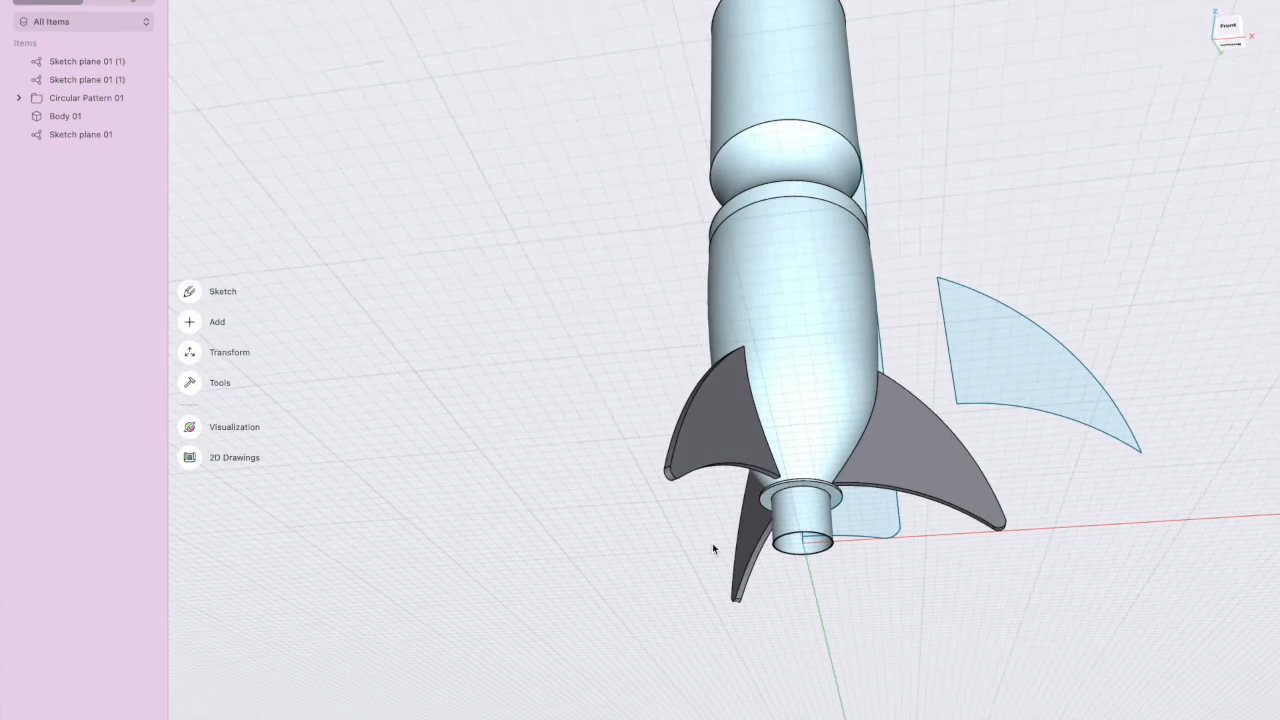 All Items
Items
Sketch plane 01 (1)
Sketch plane 01 (1)
Circular Pattern 01
Body 01
Sketch plane 01
Sketch
Add
Transform
Tools
Visualization
2D Drawings
Z
Front
X
Y